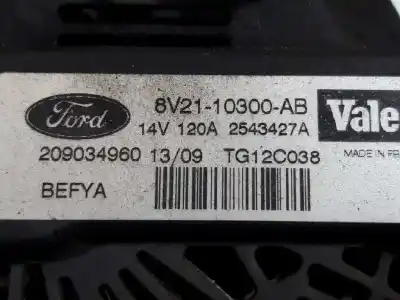 Ford 8V21-10300-AB
14V 120A 2543427A
Vale
209034960 13/09 TG12C038
MADE IN FR
BEFYA